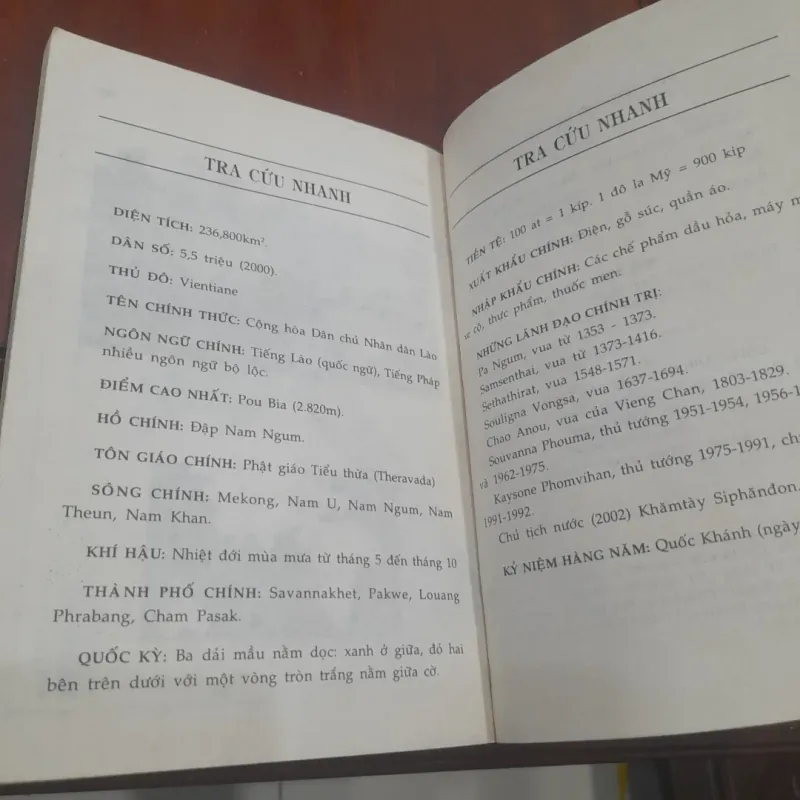 TRA CỨU NHANH
DIỆN TÍCH: 236,800km².
DÂN SỐ: 5,5 triệu (2000).
THỦ ĐÔ: Vientiane
TÊN CHÍNH THỨC: Cộng hòa Dân chủ Nhân dân Lào
NGÔN NGỮ CHÍNH: Tiếng Lào (quốc ngữ), Tiếng Pháp
nhiều ngôn ngữ bộ lộc.
ĐIỂM CAO NHẤT: Pou Bia (2.820m).
HỒ CHÍNH: Đập Nam Ngum.
TÔN GIÁO CHÍNH: Phật giáo Tiểu thừa (Theravada)
SÔNG CHÍNH: Mekong, Nam U, Nam Ngum, Nam
Theun, Nam Khan.
KHÍ HẬU: Nhiệt đới mùa mưa từ tháng 5 đến tháng 10
THÀNH PHỐ CHÍNH: Savannakhet, Pakwe, Louang
Phrabang, Cham Pasak.
QUỐC KỲ: Ba dải mầu nằm dọc: xanh ở giữa, đỏ hai
bên trên dưới với một vòng tròn trắng nằm giữa cờ.
TRA CỨU NHANH
TIỀN TỆ: 100 at = 1 kíp. 1 đô la Mỹ = 900 kip
XUẤT KHẨU CHÍNH: Điện, gỗ súc, quần áo.
NHẬP KHẨU CHÍNH: Các chế phẩm dầu hỏa, máy m
cơ, thực phẩm, thuốc men.
NHỮNG LÃNH ĐẠO CHÍNH TRỊ:
Pa Ngum, vua từ 1353 - 1373.
Samsenthai, vua từ 1373-1416.
Sethathirat, vua 1548-1571.
Souligna Vongsa, vua 1637-1694.
Chao Anou, vua của Vieng Chan, 1803-1829.
Souvanna Phouma, thủ tướng 1951-1954, 1956-1
và 1962-1975.
Kaysone Phomvihan, thủ tướng 1975-1991, ch
1991-1992.
Chủ tịch nước (2002) Khămtày Siphănđon.
KỶ NIỆM HÀNG NĂM: Quốc Khánh (ngày